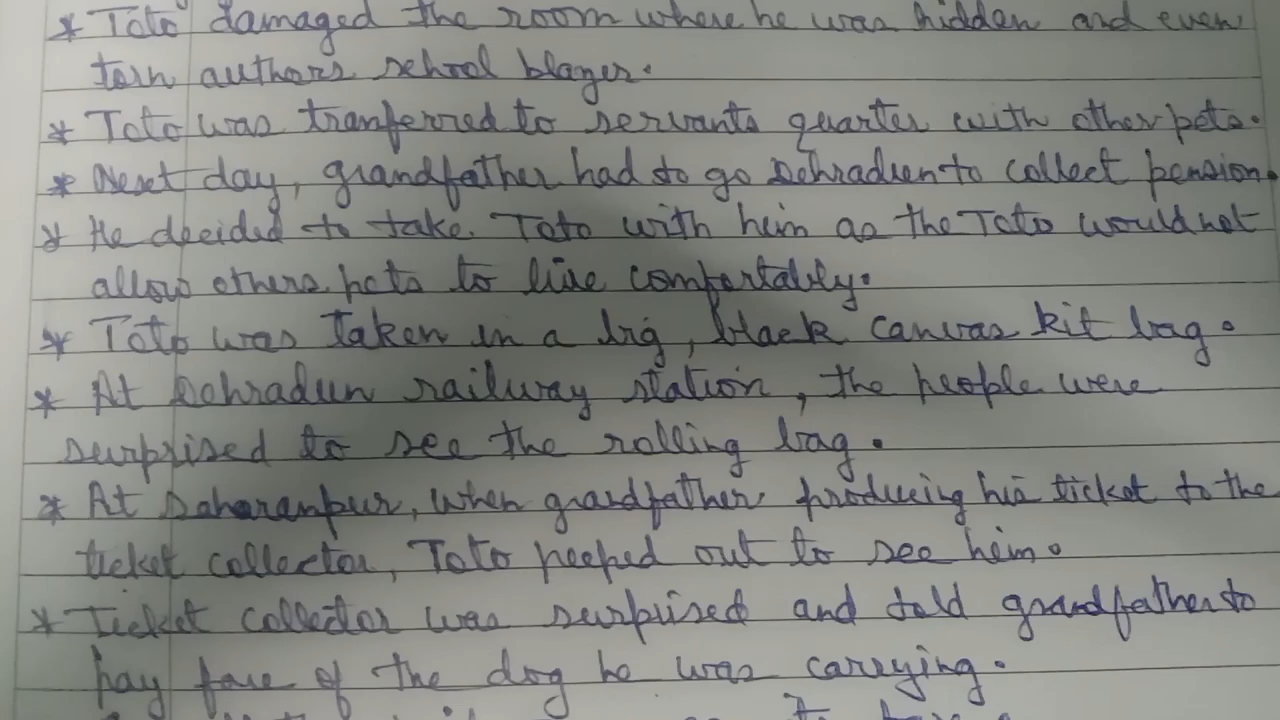 * Toto damaged the room where he was hidden and even
torn authors school blazer.
* Toto was tranferred to servants quarter with other pets.
* Next day, grandfather had to go Dehraduen to collect pension.
* He decided to take. Toto with him as the Toto would not
allow others pets to live comfortably.
* Toto was taken in a big, black canvas kit bag.
* At Dehradun railway station, the people were
surprised to see the rolling bag.
* At Saharanpur, when grandfather producing his ticket to the
ticket collector, Toto peeped out to see him.
* Ticket collector was surprised and told grandfather to
pay fare of the dog he was carrying.